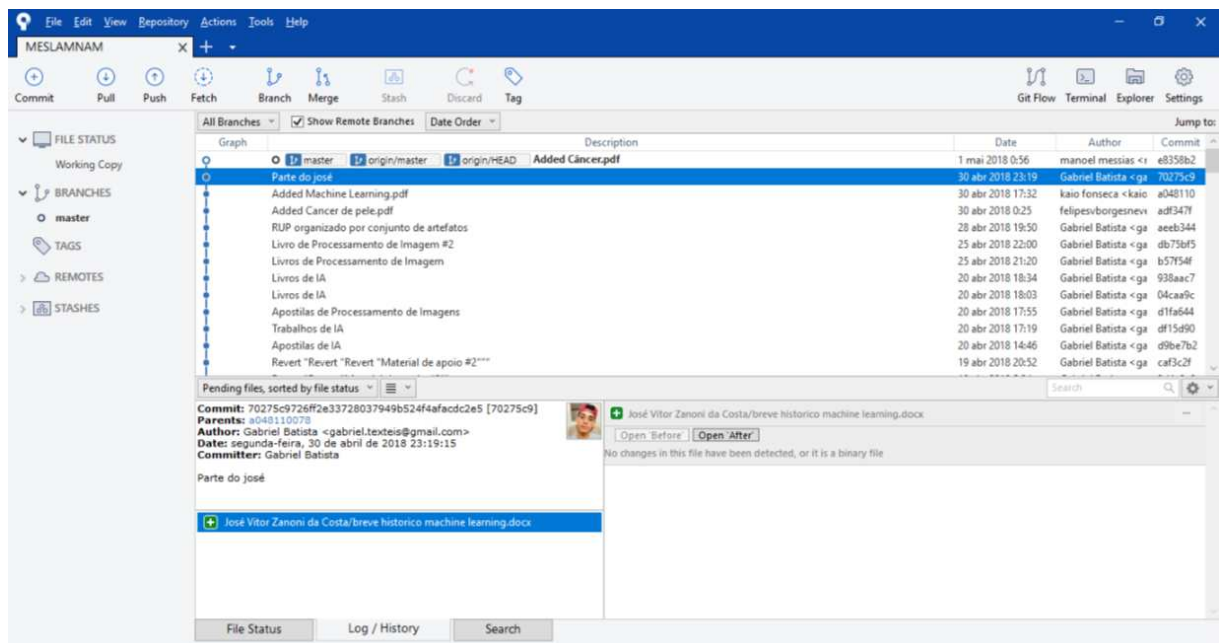 File Edit View Repository Actions Tools Help
MESLAMNAM
Commit Pull Push Fetch Branch Merge Stash Discard Tag Git Flow Terminal Explorer Settings
All Branches Show Remote Branches Date Order Jump to:
FILE STATUS
Working Copy
BRANCHES
master
TAGS
REMOTES
STASHES
Graph Description Date Author Commit
master origin/master origin/HEAD Added Câncer.pdf 1 mai 2018 0:56 manoel messias < e8358b2
Parte do josé 30 abr 2018 23:19 Gabriel Batista <ga 70275c9
Added Machine Learning.pdf 30 abr 2018 17:32 kaio fonseca <kaio a048110
Added Cancer de pele.pdf 30 abr 2018 0:25 felipesvborgesneve adf347f
RUP organizado por conjunto de artefatos 28 abr 2018 19:50 Gabriel Batista <ga aeeb344
Livro de Processamento de Imagem #2 25 abr 2018 22:00 Gabriel Batista <ga db75bf5
Livros de Processamento de Imagem 25 abr 2018 21:20 Gabriel Batista <ga b57f54f
Livros de IA 20 abr 2018 18:34 Gabriel Batista <ga 938aac7
Livros de IA 20 abr 2018 18:03 Gabriel Batista <ga 04caa9c
Apostilas de Processamento de Imagens 20 abr 2018 17:55 Gabriel Batista <ga d1fa644
Trabalhos de IA 20 abr 2018 17:19 Gabriel Batista <ga df15d90
Apostilas de IA 20 abr 2018 14:46 Gabriel Batista <ga d9be7b2
Revert "Revert "Revert "Material de apoio #2""" 19 abr 2018 20:52 Gabriel Batista <ga caf3c2f
Pending files, sorted by file status Search
Commit: 70275c9726ff2e33728037949b524f4afacdc2e5 [70275c9]
Parents: a048110078
Author: Gabriel Batista <gabriel.texteis@gmail.com>
Date: segunda-feira, 30 de abril de 2018 23:19:15
Committer: Gabriel Batista
Parte do josé
José Vitor Zanoni da Costa/breve historico machine learning.docx
José Vitor Zanoni da Costa/breve historico machine learning.docx
Open 'Before' Open 'After'
No changes in this file have been detected, or it is a binary file
File Status Log / History Search